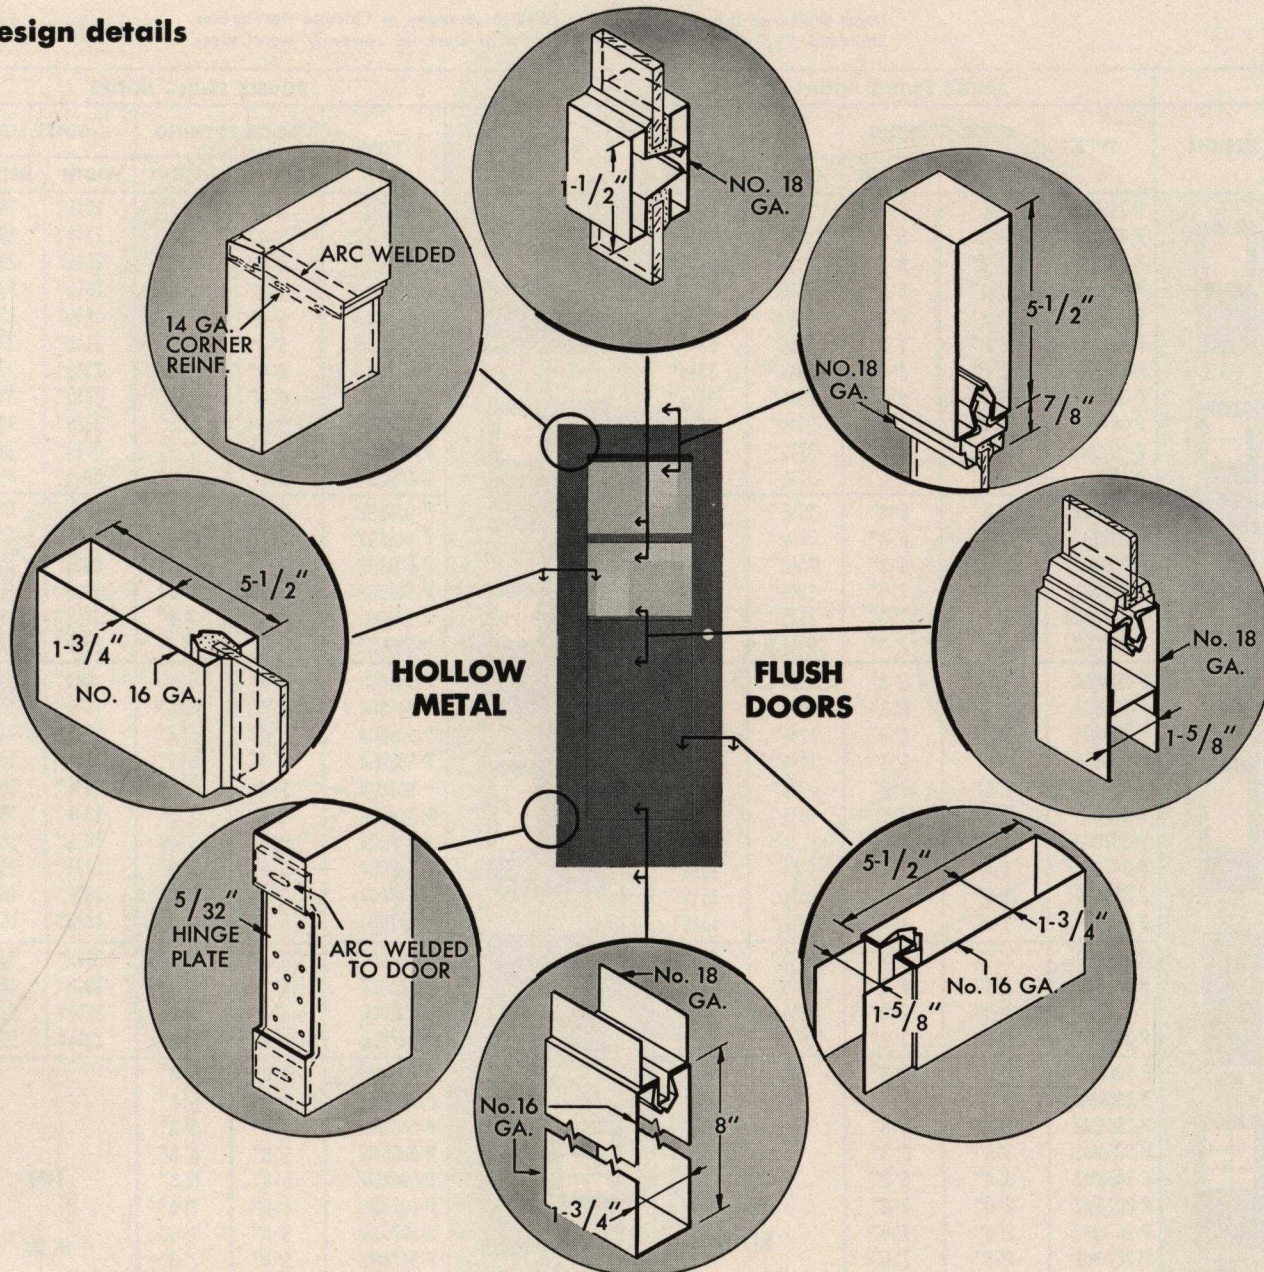 esign details
1-1/2"
NO. 18
GA.
ARC WELDED
14 GA.
CORNER
REINF.
5-1/2"
NO.18
GA.
7/8"
5-1/2"
1-3/4"
NO. 16 GA.
HOLLOW
METAL
FLUSH
DOORS
No. 18
GA.
1-5/8"
5/32"
HINGE
PLATE
ARC WELDED
TO DOOR
No. 18
GA.
No.16
GA.
8"
1-3/4"
5-1/2"
1-3/4"
No. 16 GA.
1-5/8"